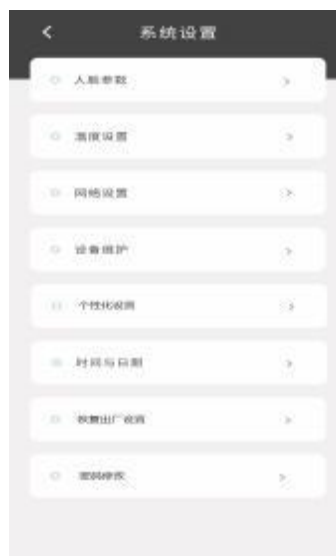 系统设置
人脸参数
温度设置
网络设置
设备维护
个性化设置
时间与日期
恢复出厂设置
密码修改